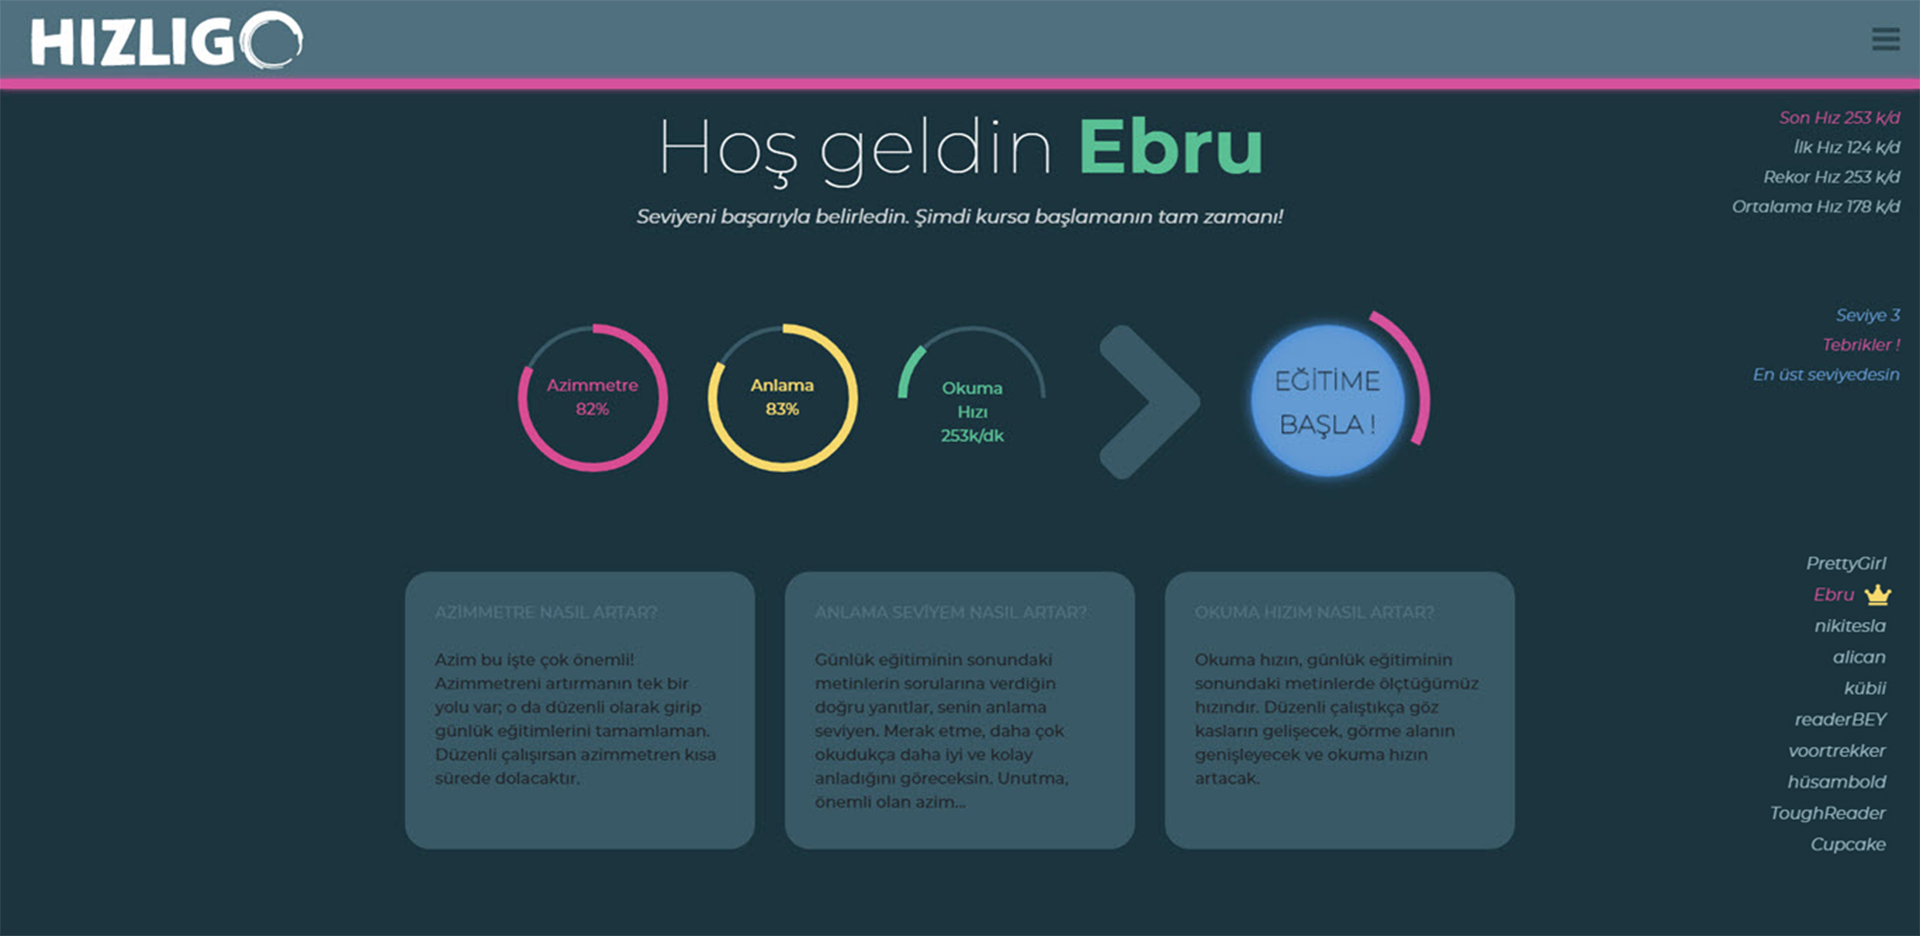 HIZLIGO
Hoş geldin Ebru
Seviyeni başarıyla belirledin. Şimdi kursa başlamanın tam zamanı!
Son Hız 253 k/d
İlk Hız 124 k/d
Rekor Hız 253 k/d
Ortalama Hız 178 k/d
Azimmetre
82%
Anlama
83%
Okuma
Hızı
253k/dk
EĞİTİME
BAŞLA !
Seviye 3
Tebrikler !
En üst seviyedesin
AZİMMETRE NASIL ARTAR?
Azim bu işte çok önemli!
Azimmetreni artırmanın tek bir
yolu var; o da düzenli olarak girip
günlük eğitimlerini tamamlaman.
Düzenli çalışırsan azimmetren kısa
sürede dolacaktır.
ANLAMA SEVİYEM NASIL ARTAR?
Günlük eğitiminin sonundaki
metinlerin sorularına verdiğin
doğru yanıtlar, senin anlama
seviyen. Merak etme, daha çok
okudukça daha iyi ve kolay
anladığını göreceksin. Unutma,
önemli olan azim...
OKUMA HIZIM NASIL ARTAR?
Okuma hızın, günlük eğitiminin
sonundaki metinlerde ölçtüğümüz
hızındır. Düzenli çalıştıkça göz
kasların gelişecek, görme alanın
genişleyecek ve okuma hızın
artacak.
PrettyGirl
Ebru
nikitesla
alican
kübii
readerBEY
voortrekker
hüsambold
ToughReader
Cupcake